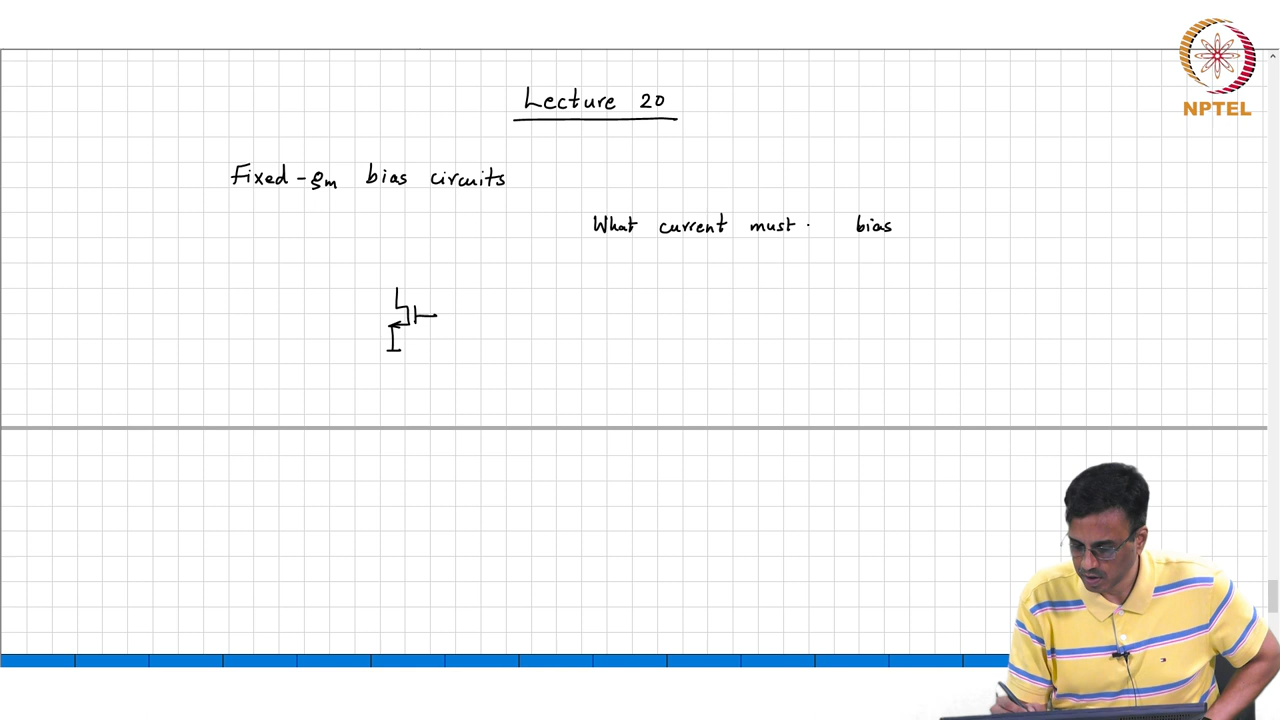 Lecture 20
NPTEL
Fixed-gm bias circuits
What current must . bias